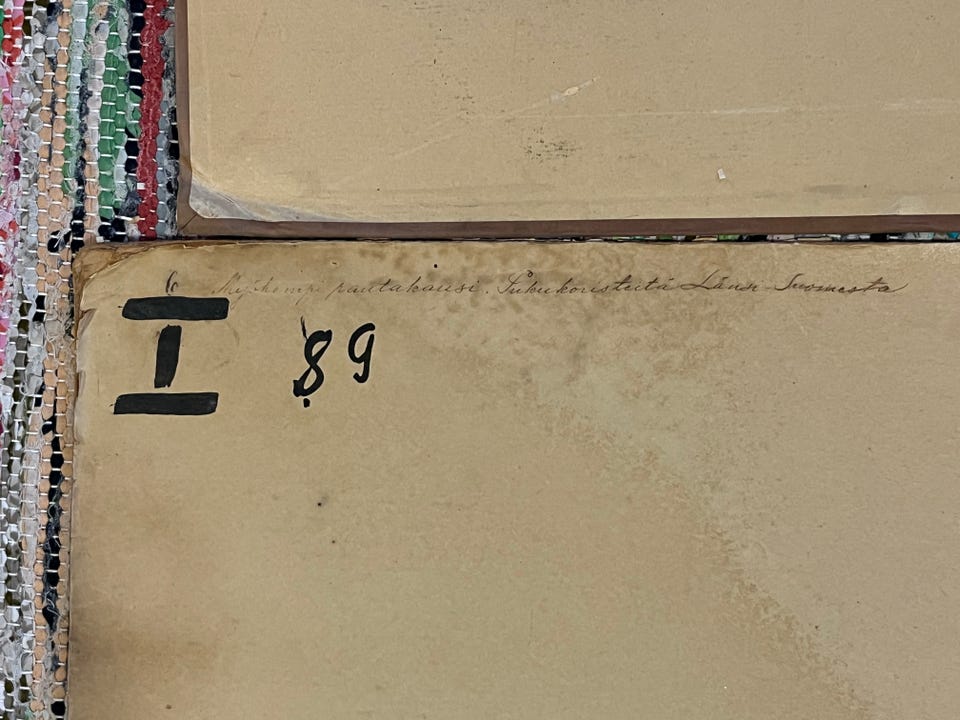 6 Myöhempi rautakausi. Pukukoristeita Länsi-Suomesta
I 89